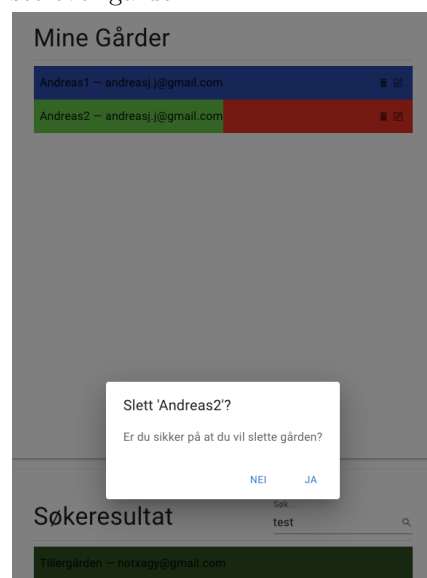 Mine Gårder
Andreas1 — andreasj.j@gmail.com
Andreas2 — andreasj.j@gmail.com
Slett 'Andreas2'?
Er du sikker på at du vil slette gården?
NEI JA
Søkeresultat
Søk...
test
Tillergården — notxagy@gmail.com